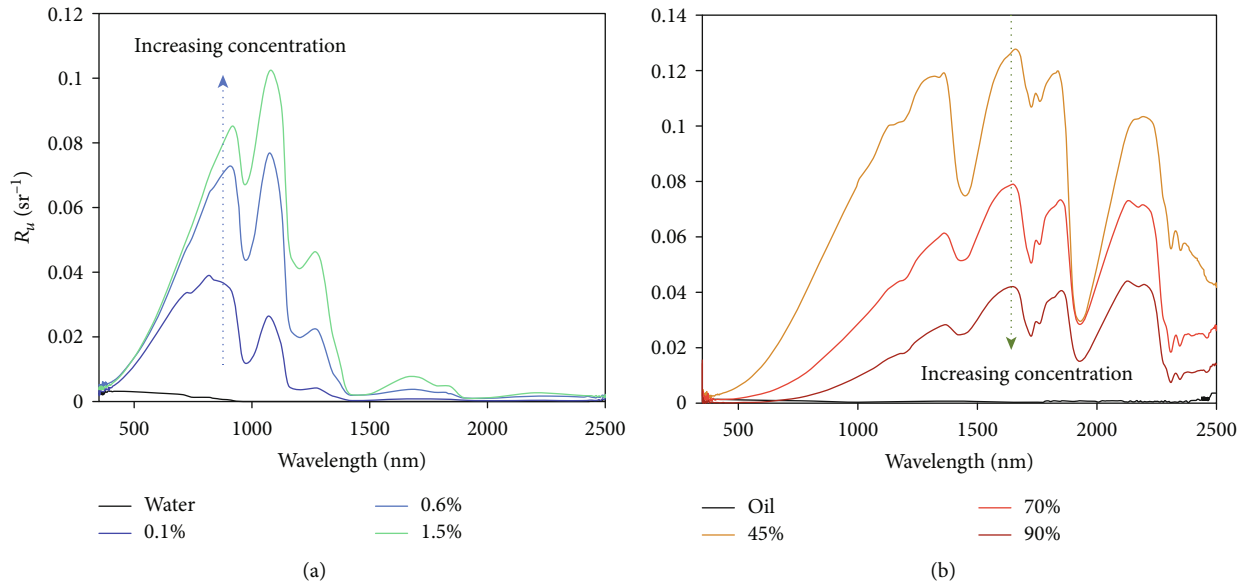 0.12
0.1
0.08
0.06
0.04
0.02
0
R_u (sr⁻¹)
Increasing concentration
500 1000 1500 2000 2500
Wavelength (nm)
Water 0.6%
0.1% 1.5%
(a)
0.14
0.12
0.1
0.08
0.06
0.04
0.02
0
Increasing concentration
500 1000 1500 2000 2500
Wavelength (nm)
Oil 70%
45% 90%
(b)